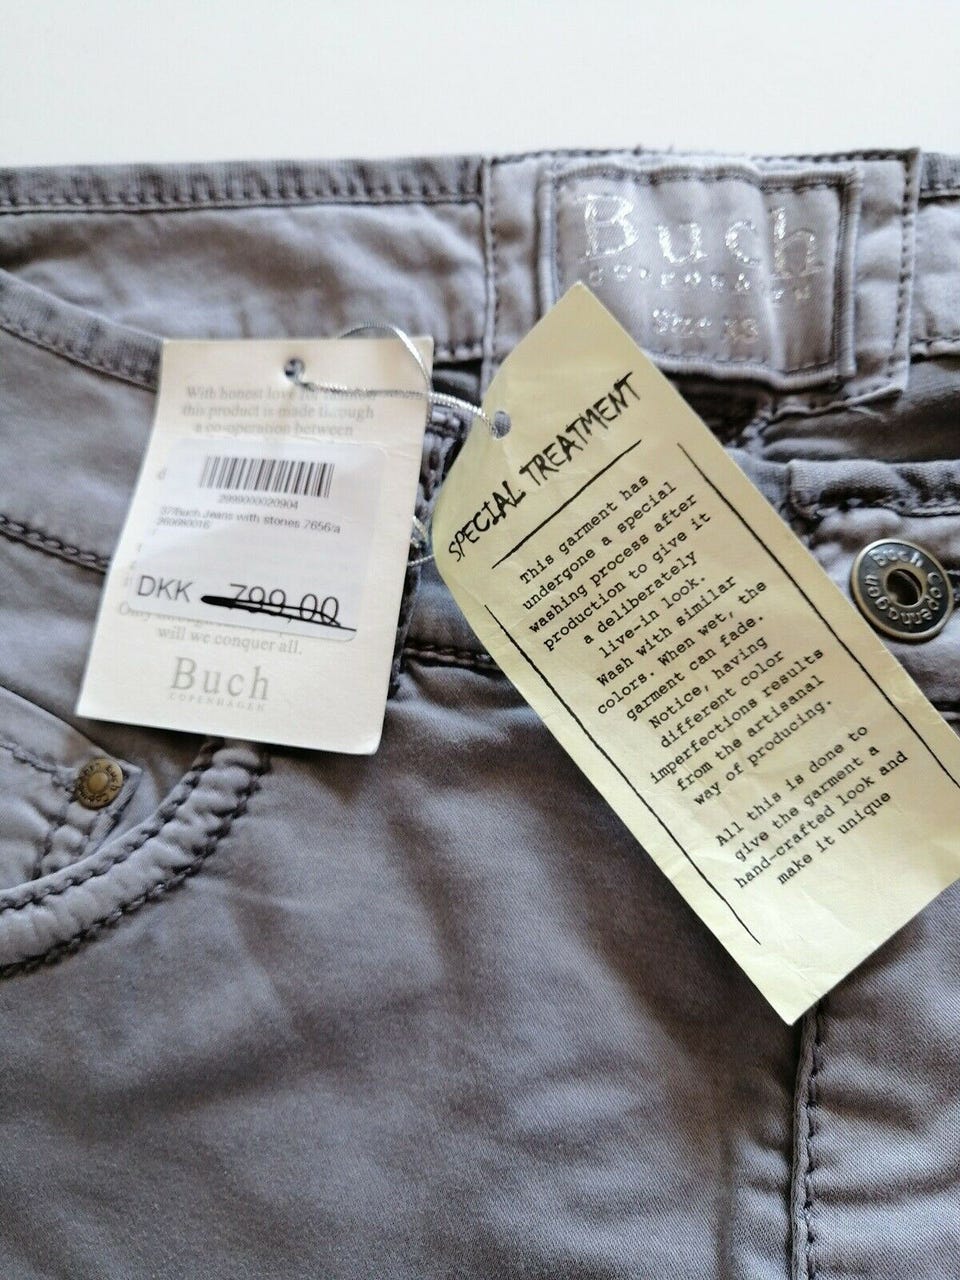 Buch
COPENHAGEN
Size XS
With honest love for
this product is made through
a co-operation between
d
2999000020904
37/Buch Jeans with stones 7656/a
DKK 799,00
will we conquer all.
Buch
COPENHAGEN
SPECIAL TREATMENT
This garment has
undergone a special
washing process after
production to give it
a deliberately
live-in look.
Wash with similar
colors. When wet, the
garment can fade.
Notice, having
different color
imperfections results
from the artisanal
way of producing.
All this is done to
give the garment a
hand-crafted look and
make it unique
Buch
Copenhagen